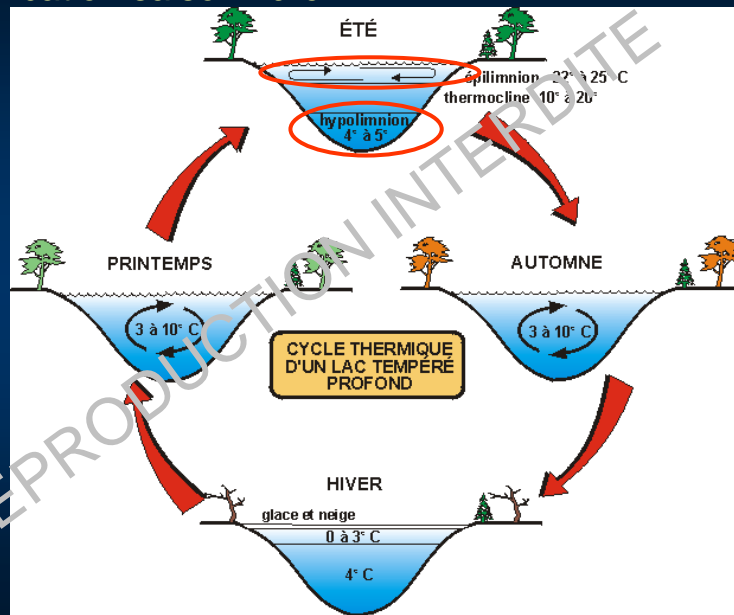 ÉTÉ
épilimnion 22° à 25° C
thermocline 10° à 20°
hypolimnion
4° à 5°
PRINTEMPS
AUTOMNE
3 à 10° C
3 à 10° C
CYCLE THERMIQUE
D'UN LAC TEMPÉRÉ
PROFOND
HIVER
glace et neige
0 à 3° C
4° C
REPRODUCTION INTERDITE